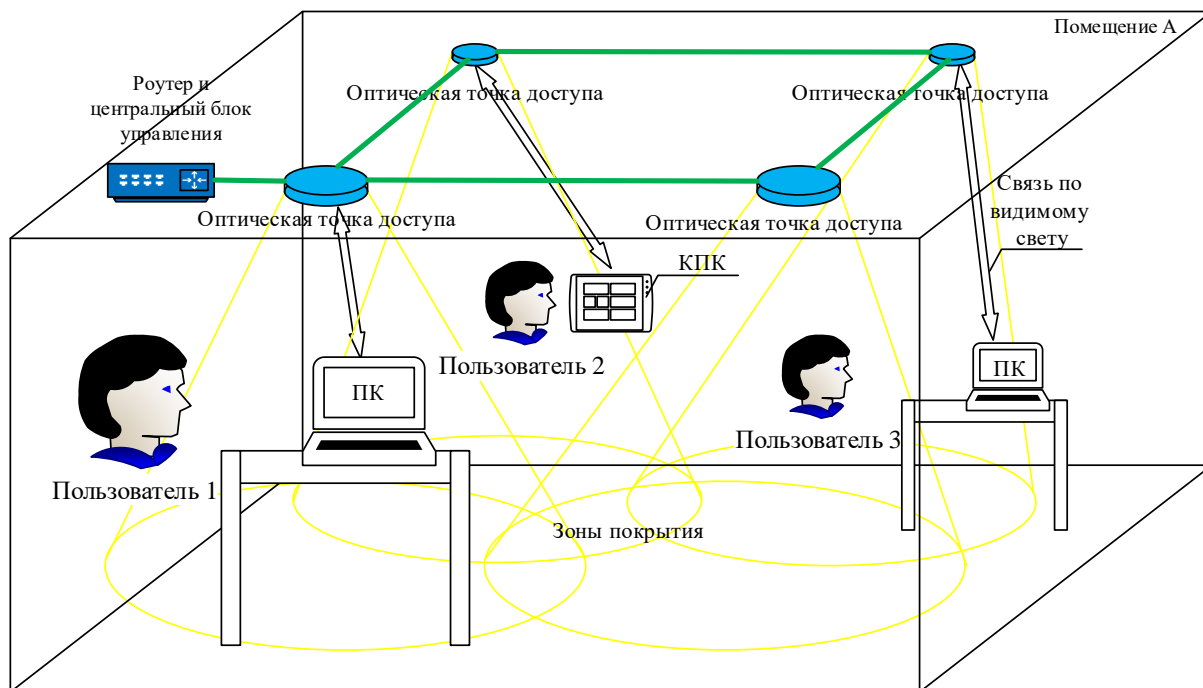 Помещение А
Роутер и
центральный блок
управления
Оптическая точка доступа
Оптическая точка доступа
Оптическая точка доступа
Оптическая точка доступа
Связь по
видимому
свету
КПК
Пользователь 2
ПК
ПК
Пользователь 3
Пользователь 1
Зоны покрытия